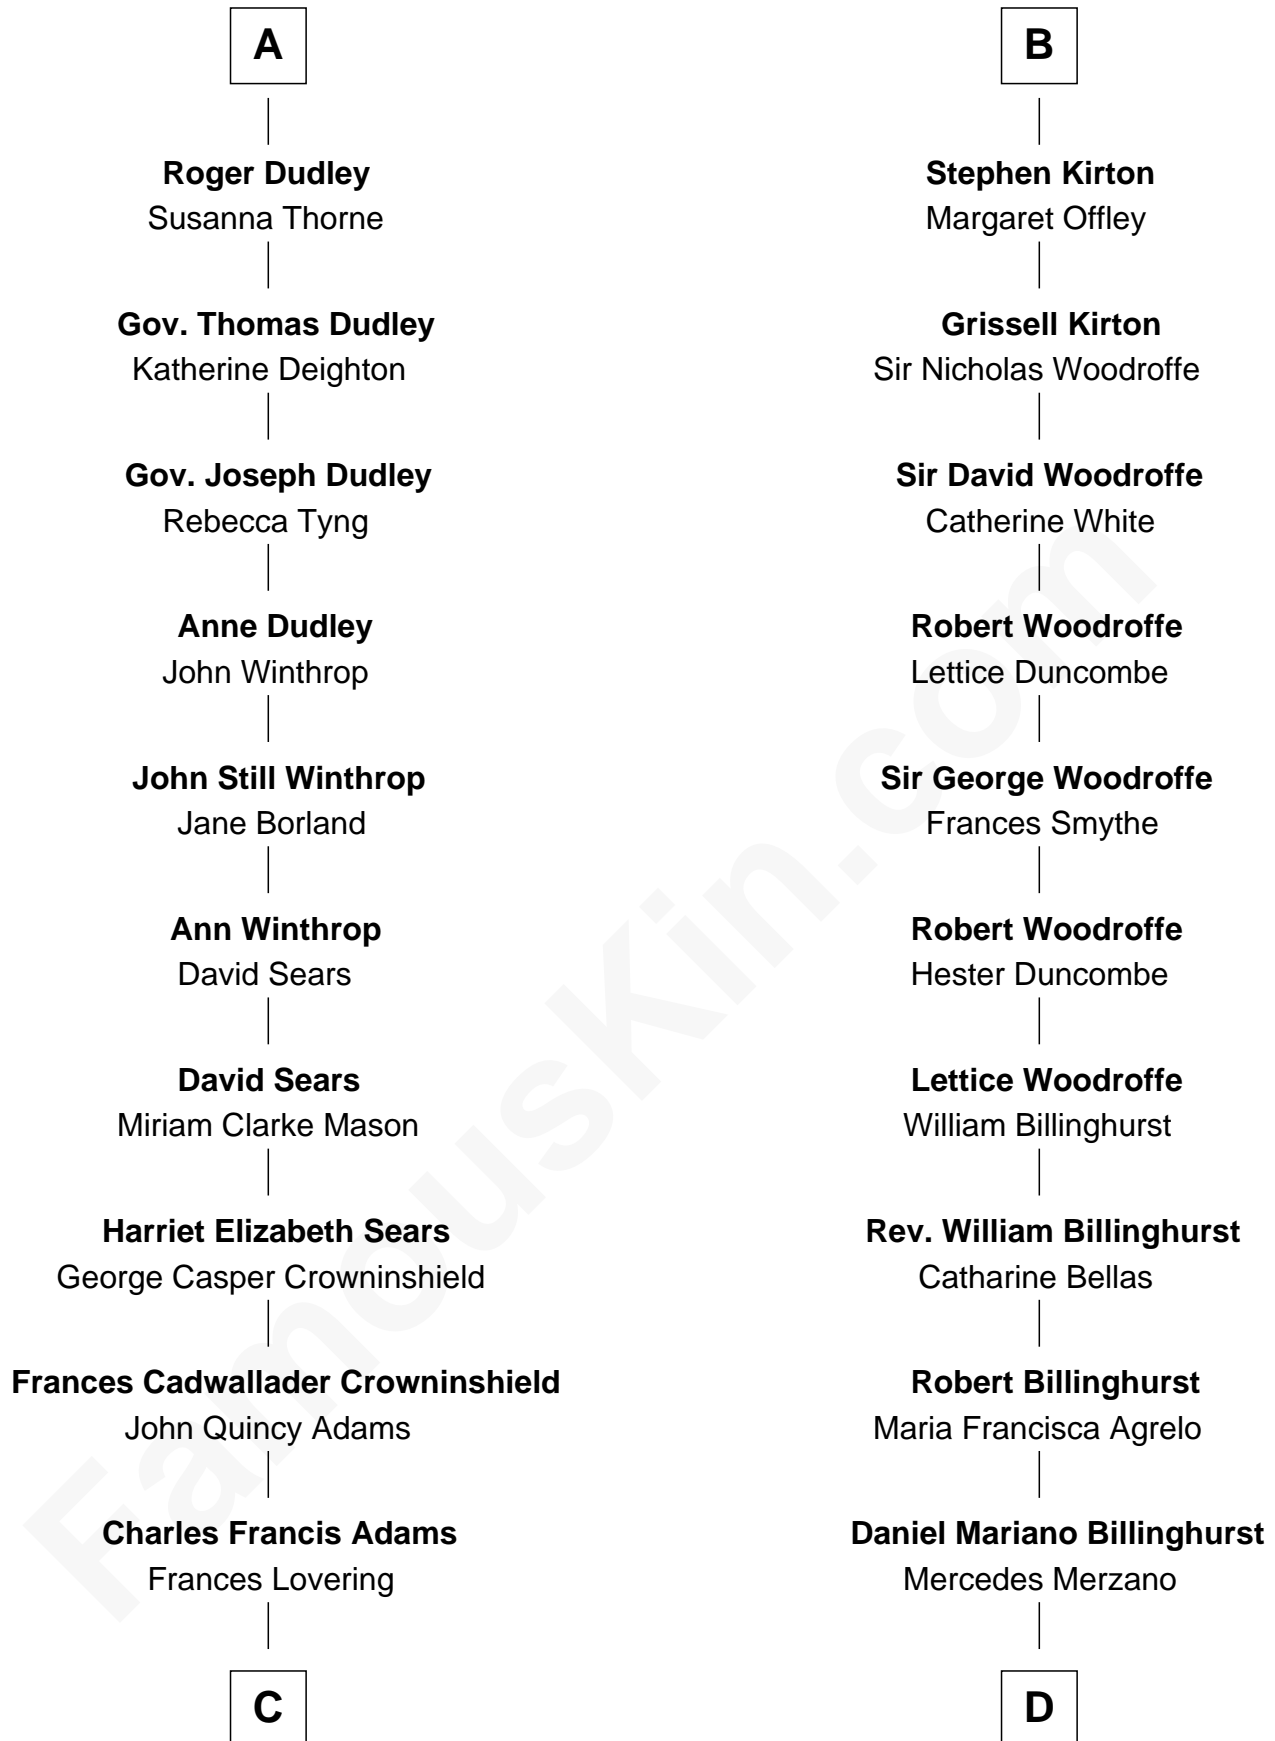 A
Roger Dudley
Susanna Thorne
Gov. Thomas Dudley
Katherine Deighton
Gov. Joseph Dudley
Rebecca Tyng
Anne Dudley
John Winthrop
John Still Winthrop
Jane Borland
Ann Winthrop
David Sears
David Sears
Miriam Clarke Mason
Harriet Elizabeth Sears
George Casper Crowninshield
Frances Cadwallader Crowninshield
John Quincy Adams
Charles Francis Adams
Frances Lovering
C
B
Stephen Kirton
Margaret Offley
Grissell Kirton
Sir Nicholas Woodroffe
Sir David Woodroffe
Catherine White
Robert Woodroffe
Lettice Duncombe
Sir George Woodroffe
Frances Smythe
Robert Woodroffe
Hester Duncombe
Lettice Woodroffe
William Billinghurst
Rev. William Billinghurst
Catharine Bellas
Robert Billinghurst
Maria Francisca Agrelo
Daniel Mariano Billinghurst
Mercedes Merzano
D
FamousKin.com